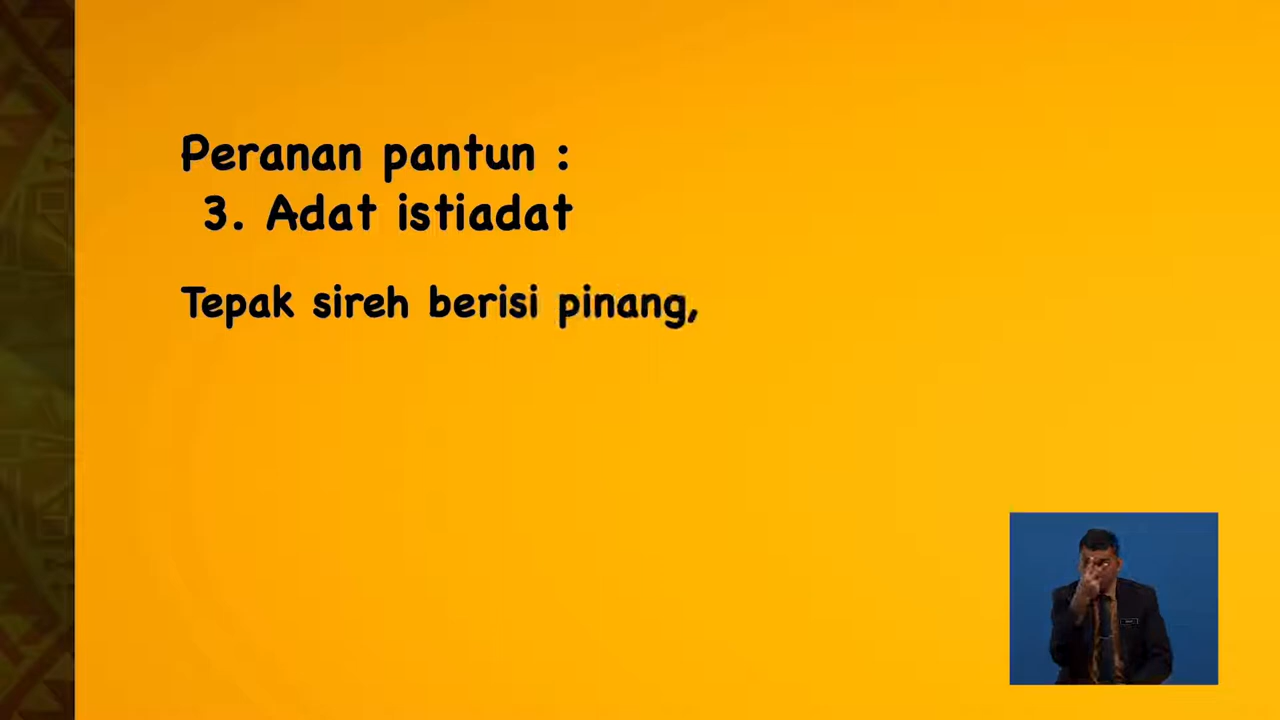 Peranan pantun :
3. Adat istiadat
Tepak sireh berisi pinang,